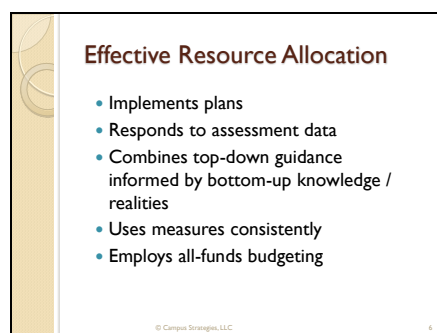 Effective Resource Allocation
• Implements plans
• Responds to assessment data
• Combines top-down guidance
informed by bottom-up knowledge /
realities
• Uses measures consistently
• Employs all-funds budgeting
© Campus Strategies, LLC
6